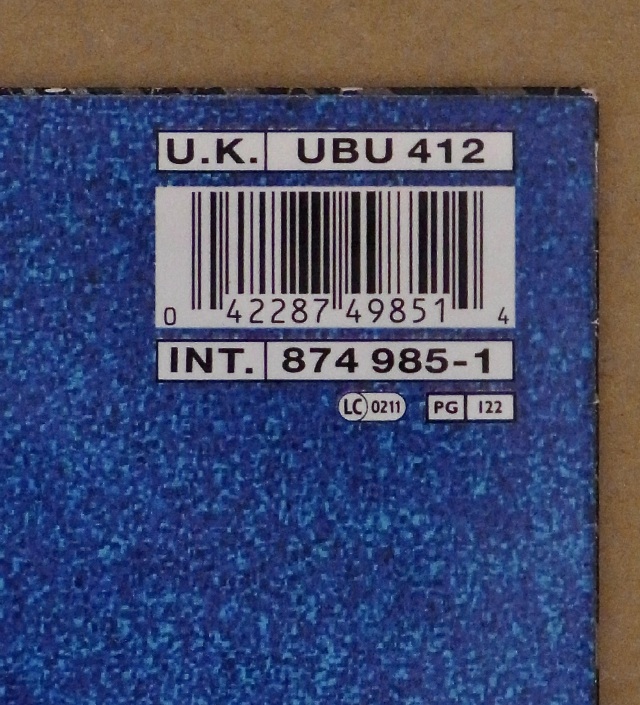 U.K. UBU 412
0 42287 49851 4
INT. 874 985-1
LC 0211 PG 122